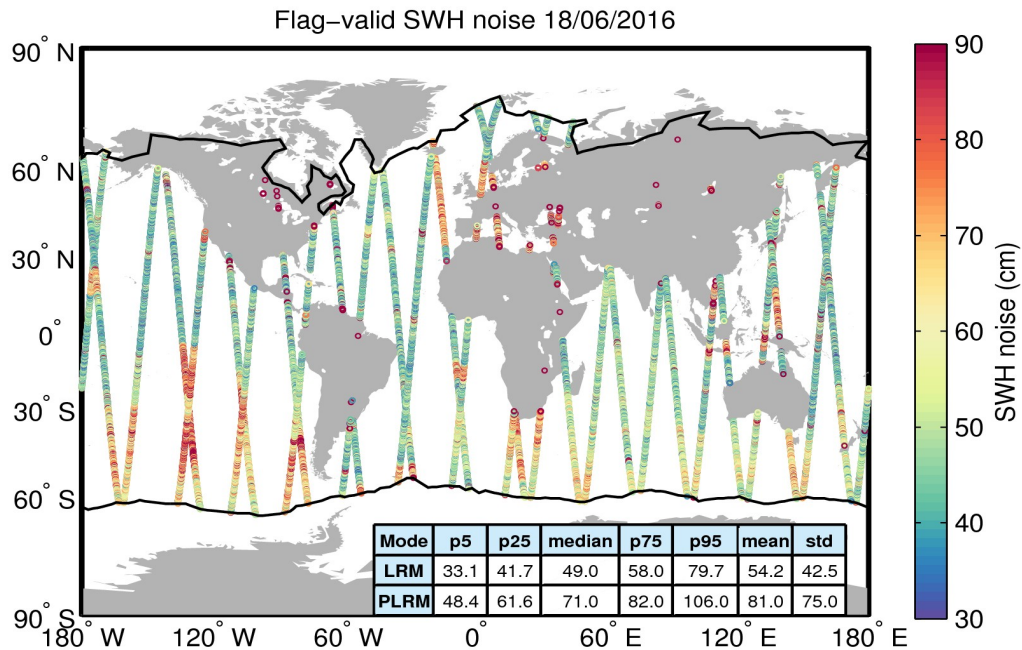 Flag−valid SWH noise 18/06/2016
90° N
60° N
30° N
0°
30° S
60° S
90° S
180° W
120° W
60° W
0°
60° E
120° E
180° E
Mode p5 p25 median p75 p95 mean std
LRM 33.1 41.7 49.0 58.0 79.7 54.2 42.5
PLRM 48.4 61.6 71.0 82.0 106.0 81.0 75.0
90
80
70
60
50
40
30
SWH noise (cm)